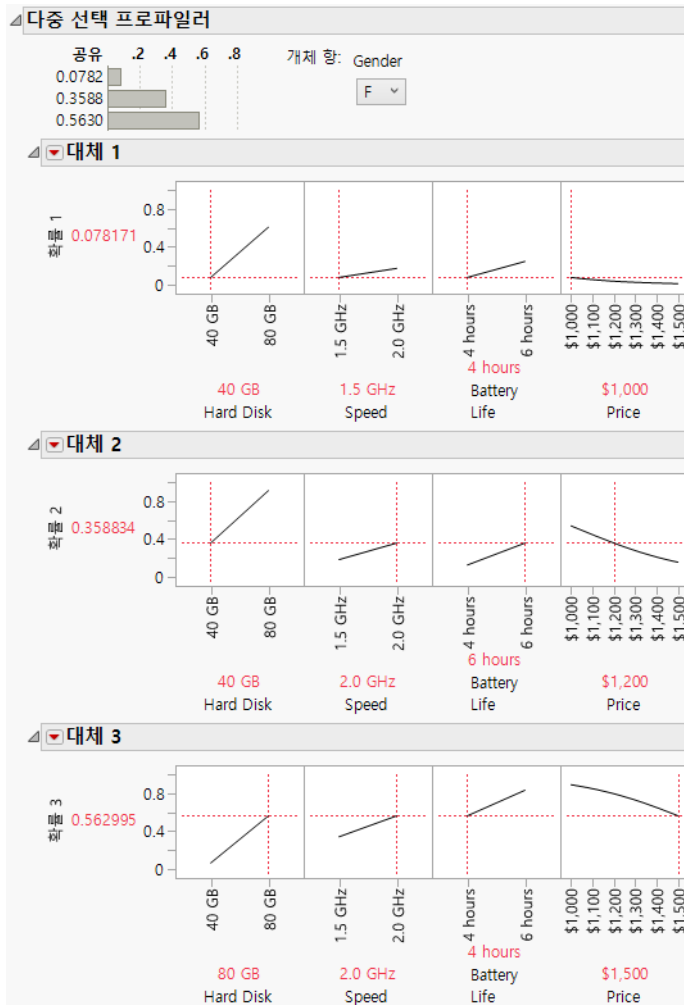 다중 선택 프로파일러
공유 .2 .4 .6 .8
개체 항: Gender
0.0782
F
0.3588
0.5630
대체 1
확률 1
0.078171
0.8
0.4
0
40 GB 80 GB 1.5 GHz 2.0 GHz 4 hours 6 hours $1,000 $1,100 $1,200 $1,300 $1,400 $1,500
4 hours
40 GB 1.5 GHz Battery $1,000
Hard Disk Speed Life Price
대체 2
확률 2
0.358834
0.8
0.4
0
40 GB 80 GB 1.5 GHz 2.0 GHz 4 hours 6 hours $1,000 $1,100 $1,200 $1,300 $1,400 $1,500
6 hours
40 GB 2.0 GHz Battery $1,200
Hard Disk Speed Life Price
대체 3
확률 3
0.562995
0.8
0.4
0
40 GB 80 GB 1.5 GHz 2.0 GHz 4 hours 6 hours $1,000 $1,100 $1,200 $1,300 $1,400 $1,500
4 hours
80 GB 2.0 GHz Battery $1,500
Hard Disk Speed Life Price